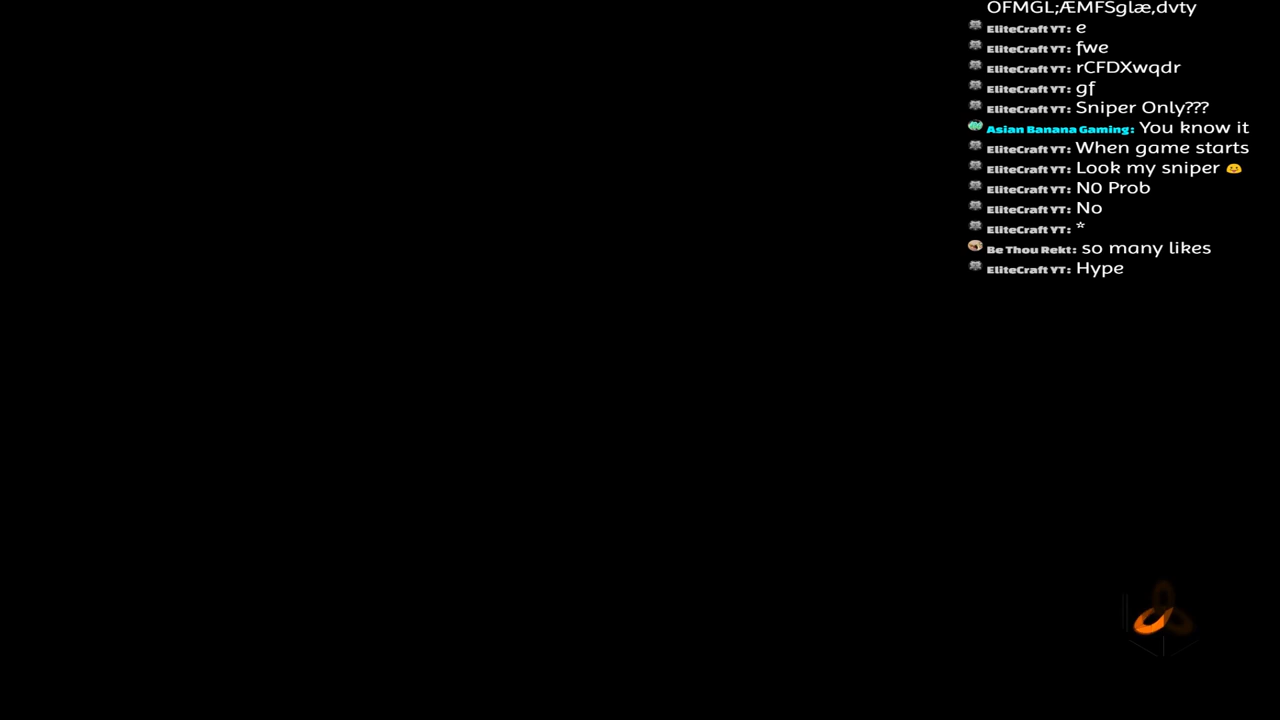 OFMGL;ÆMFSglæ,dvty
EliteCraft YT: e
EliteCraft YT: fwe
EliteCraft YT: rCFDXwqdr
EliteCraft YT: gf
EliteCraft YT: Sniper Only???
Asian Banana Gaming: You know it
EliteCraft YT: When game starts
EliteCraft YT: Look my sniper
EliteCraft YT: N0 Prob
EliteCraft YT: No
EliteCraft YT: *
Be Thou Rekt: so many likes
EliteCraft YT: Hype